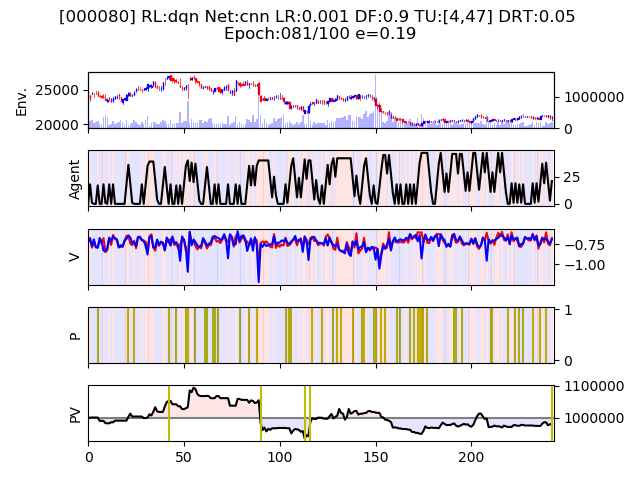 [000080] RL:dqn Net:cnn LR:0.001 DF:0.9 TU:[4,47] DRT:0.05
Epoch:081/100 e=0.19
Env.
25000
20000
1000000
0
Agent
25
0
V
−0.75
−1.00
P
1
0
PV
1100000
1000000
0
50
100
150
200